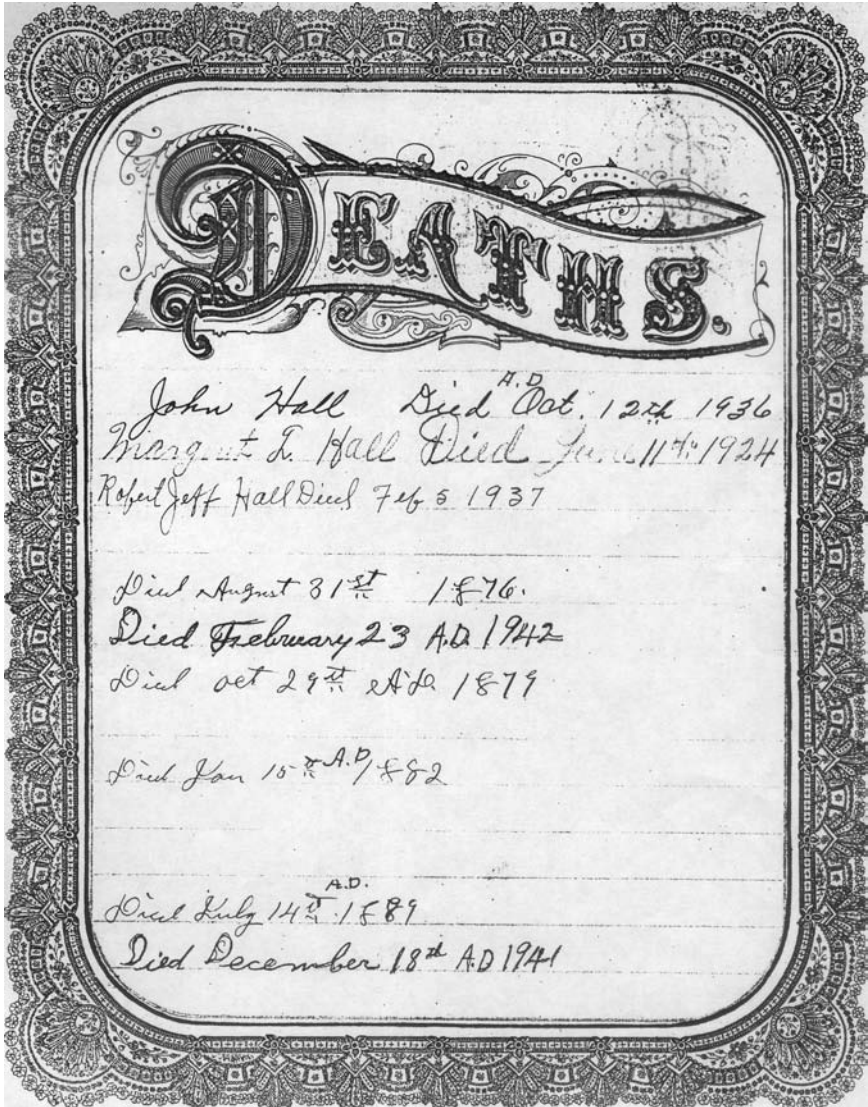 DEATHS.
John Hall Died A.D. Oct. 12th 1936
Margaret I. Hall Died June 11th 1924
Robert Jeff Hall Died Feb 5 1937
Died August 31st 1876.
Died February 23 A.D. 1942
Died oct 29th A.D. 1879
Died Jan 15th A.D. 1882
Died July 14th A.D. 1889
Died December 18th A.D 1941